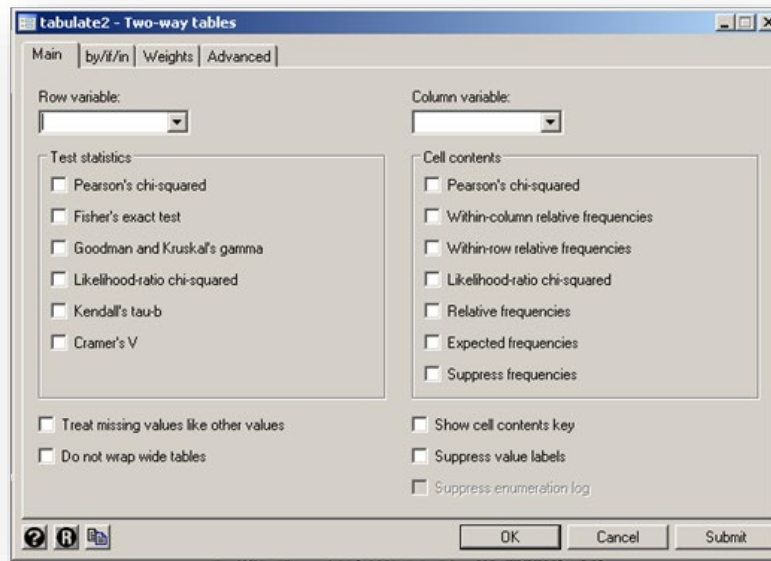 tabulate2 - Two-way tables
Main by/if/in Weights Advanced
Row variable:
Column variable:
Test statistics
Pearson's chi-squared
Fisher's exact test
Goodman and Kruskal's gamma
Likelihood-ratio chi-squared
Kendall's tau-b
Cramer's V
Cell contents
Pearson's chi-squared
Within-column relative frequencies
Within-row relative frequencies
Likelihood-ratio chi-squared
Relative frequencies
Expected frequencies
Suppress frequencies
Treat missing values like other values
Do not wrap wide tables
Show cell contents key
Suppress value labels
Suppress enumeration log
? R
OK Cancel Submit